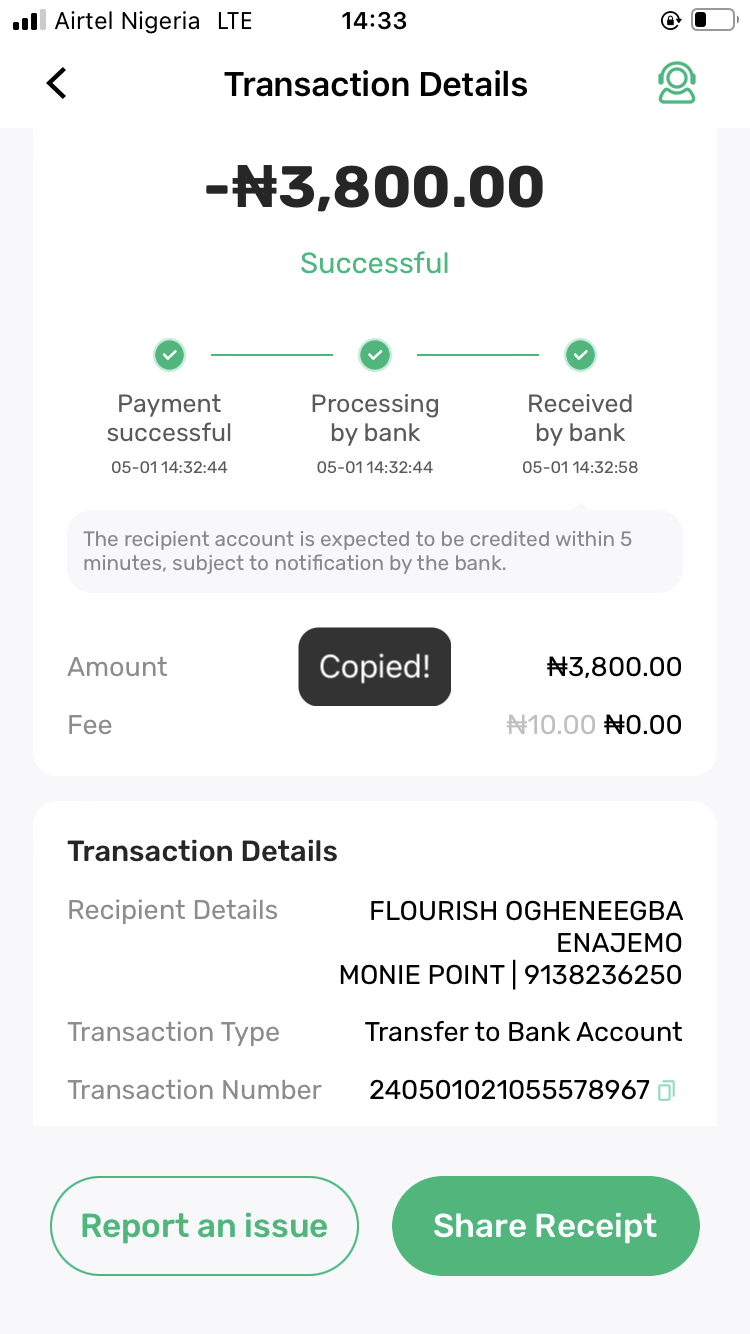 Airtel Nigeria LTE 14:33
Transaction Details
-₦3,800.00
Successful
Payment successful
05-01 14:32:44
Processing by bank
05-01 14:32:44
Received by bank
05-01 14:32:58
The recipient account is expected to be credited within 5
minutes, subject to notification by the bank.
Amount ₦3,800.00
Copied!
Fee ₦10.00 ₦0.00
Transaction Details
Recipient Details FLOURISH OGHENEEGBA
ENAJEMO
MONIE POINT | 9138236250
Transaction Type Transfer to Bank Account
Transaction Number 240501021055578967
Report an issue
Share Receipt